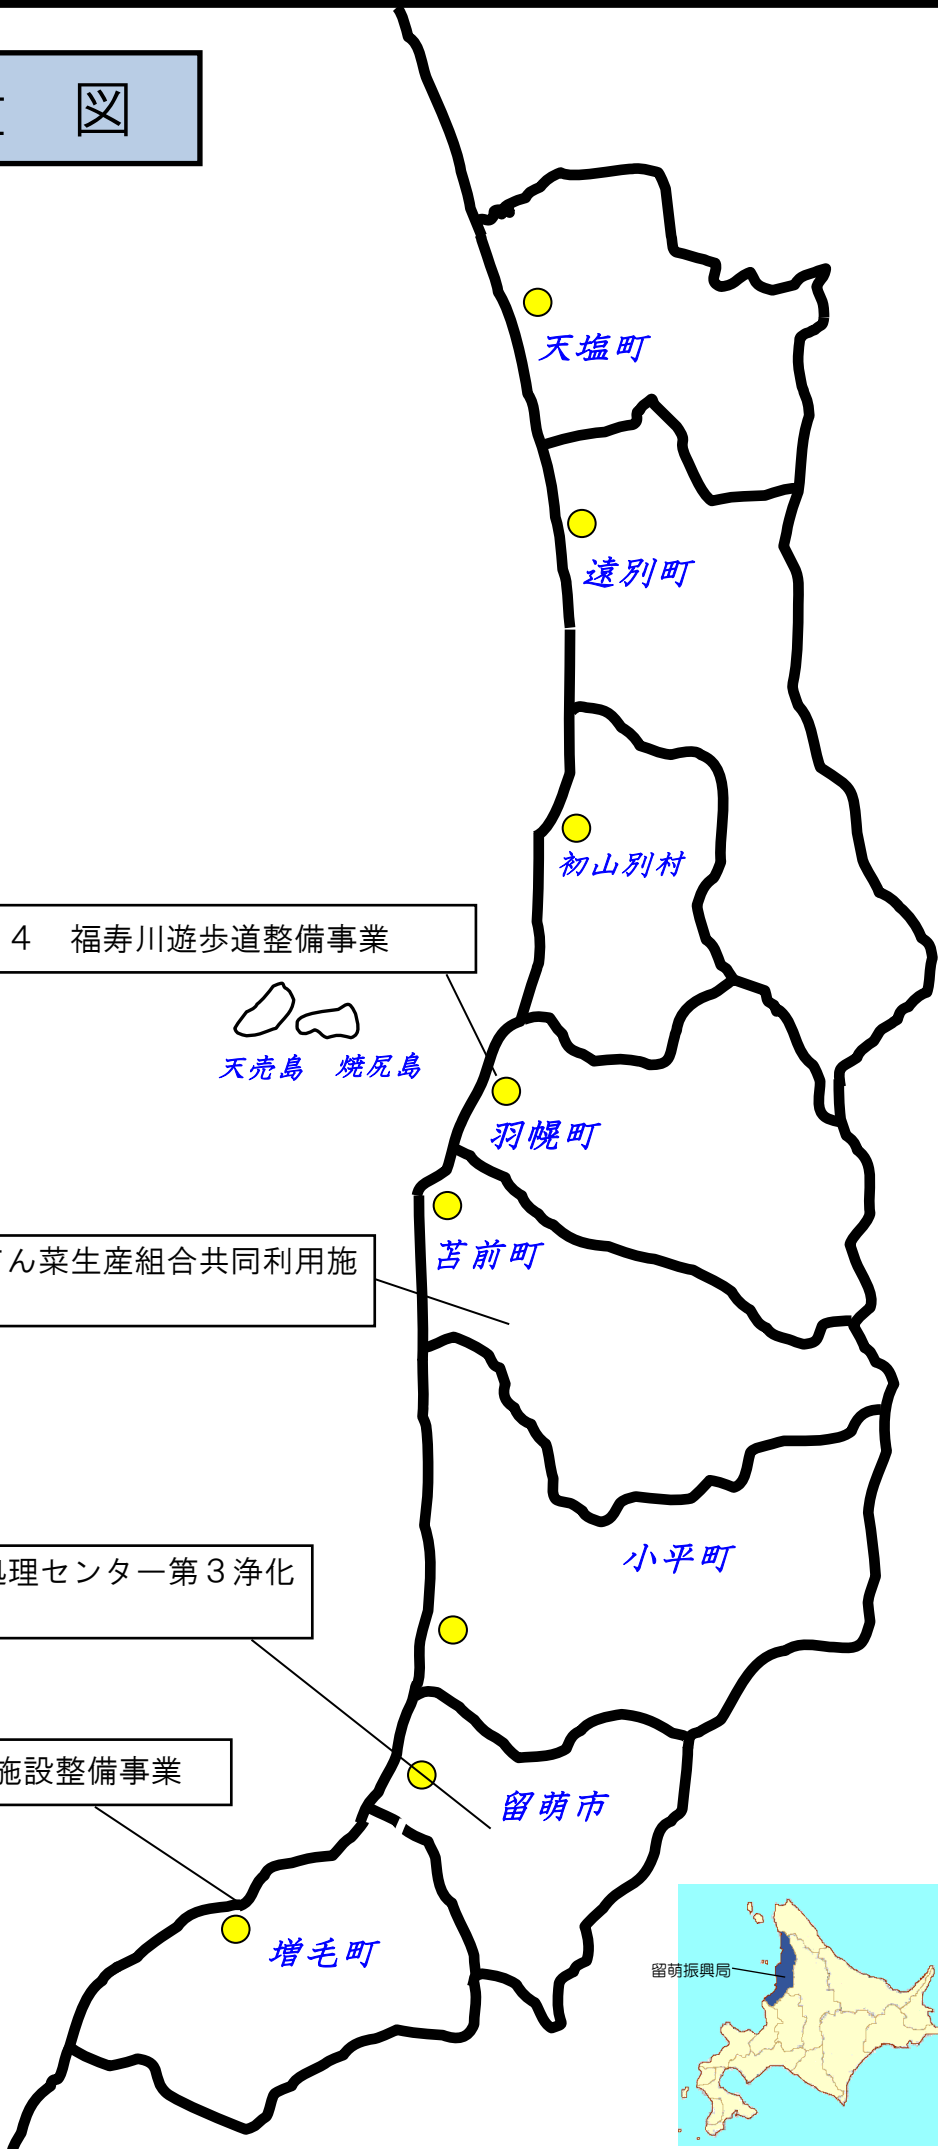 図
天塩町
遠別町
初山別村
４　福寿川遊歩道整備事業
天売島　焼尻島
羽幌町
苫前町
ん菜生産組合共同利用施
小平町
理センター第３浄化
施設整備事業
留萌市
増毛町
留萌振興局